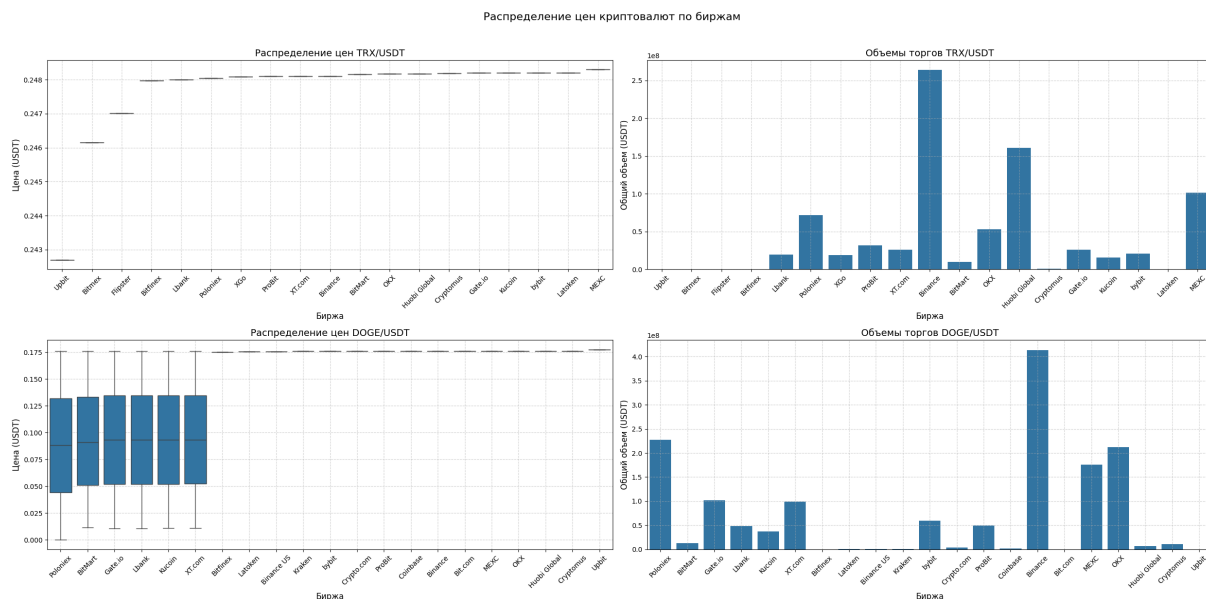 Распределение цен криптовалют по биржам
Распределение цен TRX/USDT
Цена (USDT)
0.248
0.247
0.246
0.245
0.244
0.243
Upbit Bitmex Flipster Bitfinex Lbank Poloniex XGo ProBit XT.com Binance BitMart OKX Huobi Global Cryptomus Gate.io Kucoin bybit Latoken MEXC
Биржа
Объемы торгов TRX/USDT
1e8
Общий объем (USDT)
2.5
2.0
1.5
1.0
0.5
0.0
Upbit Bitmex Flipster Bitfinex Lbank Poloniex XGo ProBit XT.com Binance BitMart OKX Huobi Global Cryptomus Gate.io Kucoin bybit Latoken MEXC
Биржа
Распределение цен DOGE/USDT
Цена (USDT)
0.175
0.150
0.125
0.100
0.075
0.050
0.025
0.000
Poloniex BitMart Gate.io Lbank Kucoin XT.com Bitfinex Latoken Binance US Kraken bybit Crypto.com ProBit Coinbase Binance Bit.com MEXC OKX Huobi Global Cryptomus Upbit
Биржа
Объемы торгов DOGE/USDT
1e8
Общий объем (USDT)
4.0
3.5
3.0
2.5
2.0
1.5
1.0
0.5
0.0
Poloniex BitMart Gate.io Lbank Kucoin XT.com Bitfinex Latoken Binance US Kraken bybit Crypto.com ProBit Coinbase Binance Bit.com MEXC OKX Huobi Global Cryptomus Upbit
Биржа